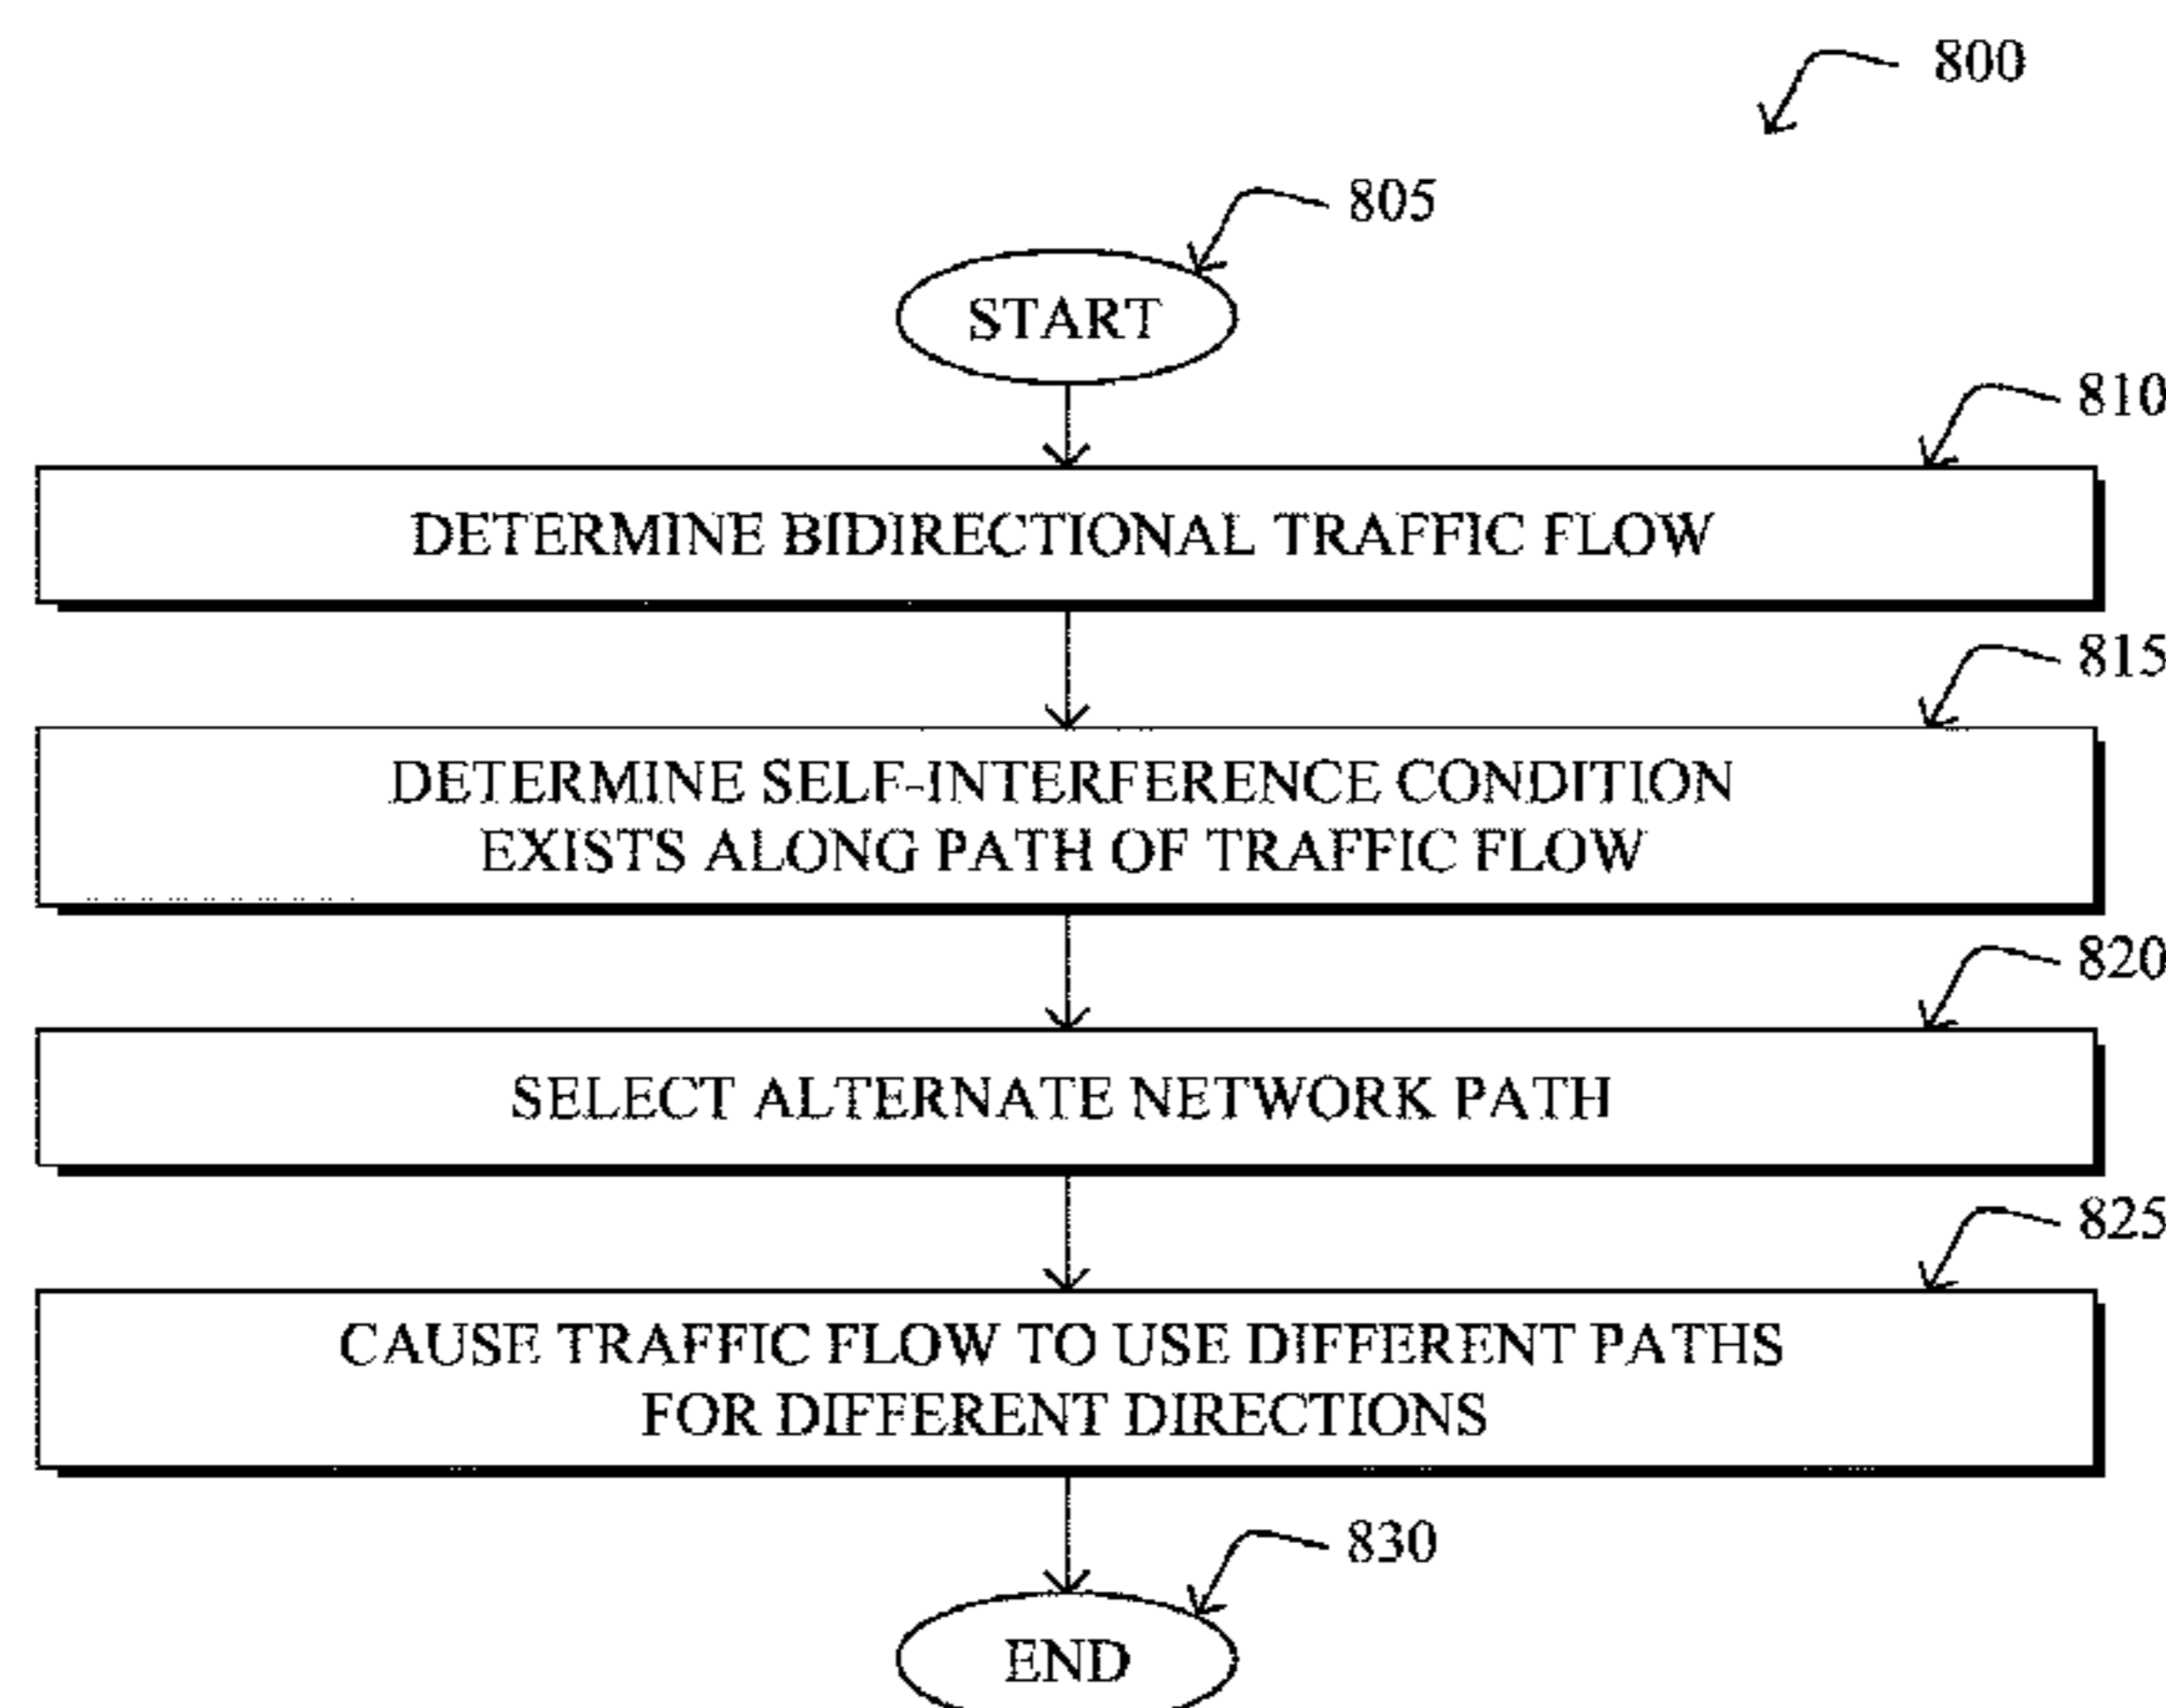 800
805
START
810
DETERMINE BIDIRECTIONAL TRAFFIC FLOW
815
DETERMINE SELF-INTERFERENCE CONDITION
EXISTS ALONG PATH OF TRAFFIC FLOW
820
SELECT ALTERNATE NETWORK PATH
825
CAUSE TRAFFIC FLOW TO USE DIFFERENT PATHS
FOR DIFFERENT DIRECTIONS
830
END